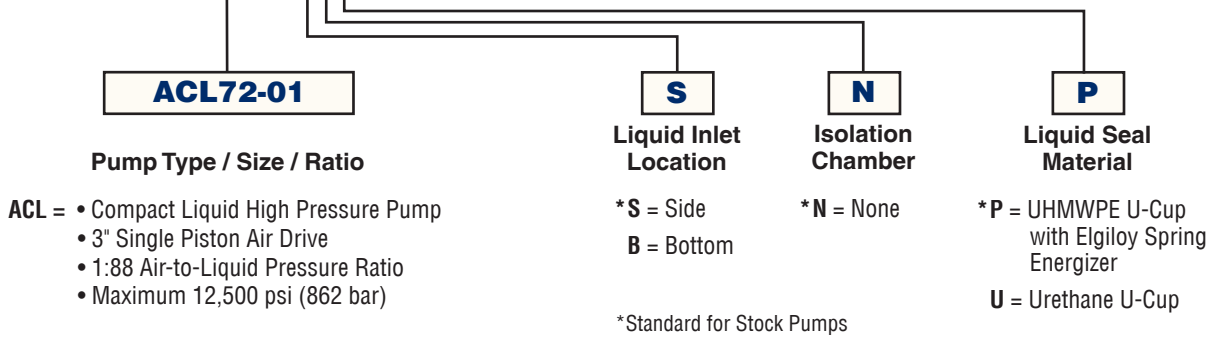 ACL72-01
S
N
P
Pump Type / Size / Ratio
Liquid Inlet
Location
Isolation
Chamber
Liquid Seal
Material
ACL = • Compact Liquid High Pressure Pump
• 3" Single Piston Air Drive
• 1:88 Air-to-Liquid Pressure Ratio
• Maximum 12,500 psi (862 bar)
*S = Side
B = Bottom
*N = None
*P = UHMWPE U-Cup
with Elgiloy Spring
Energizer
U = Urethane U-Cup
*Standard for Stock Pumps